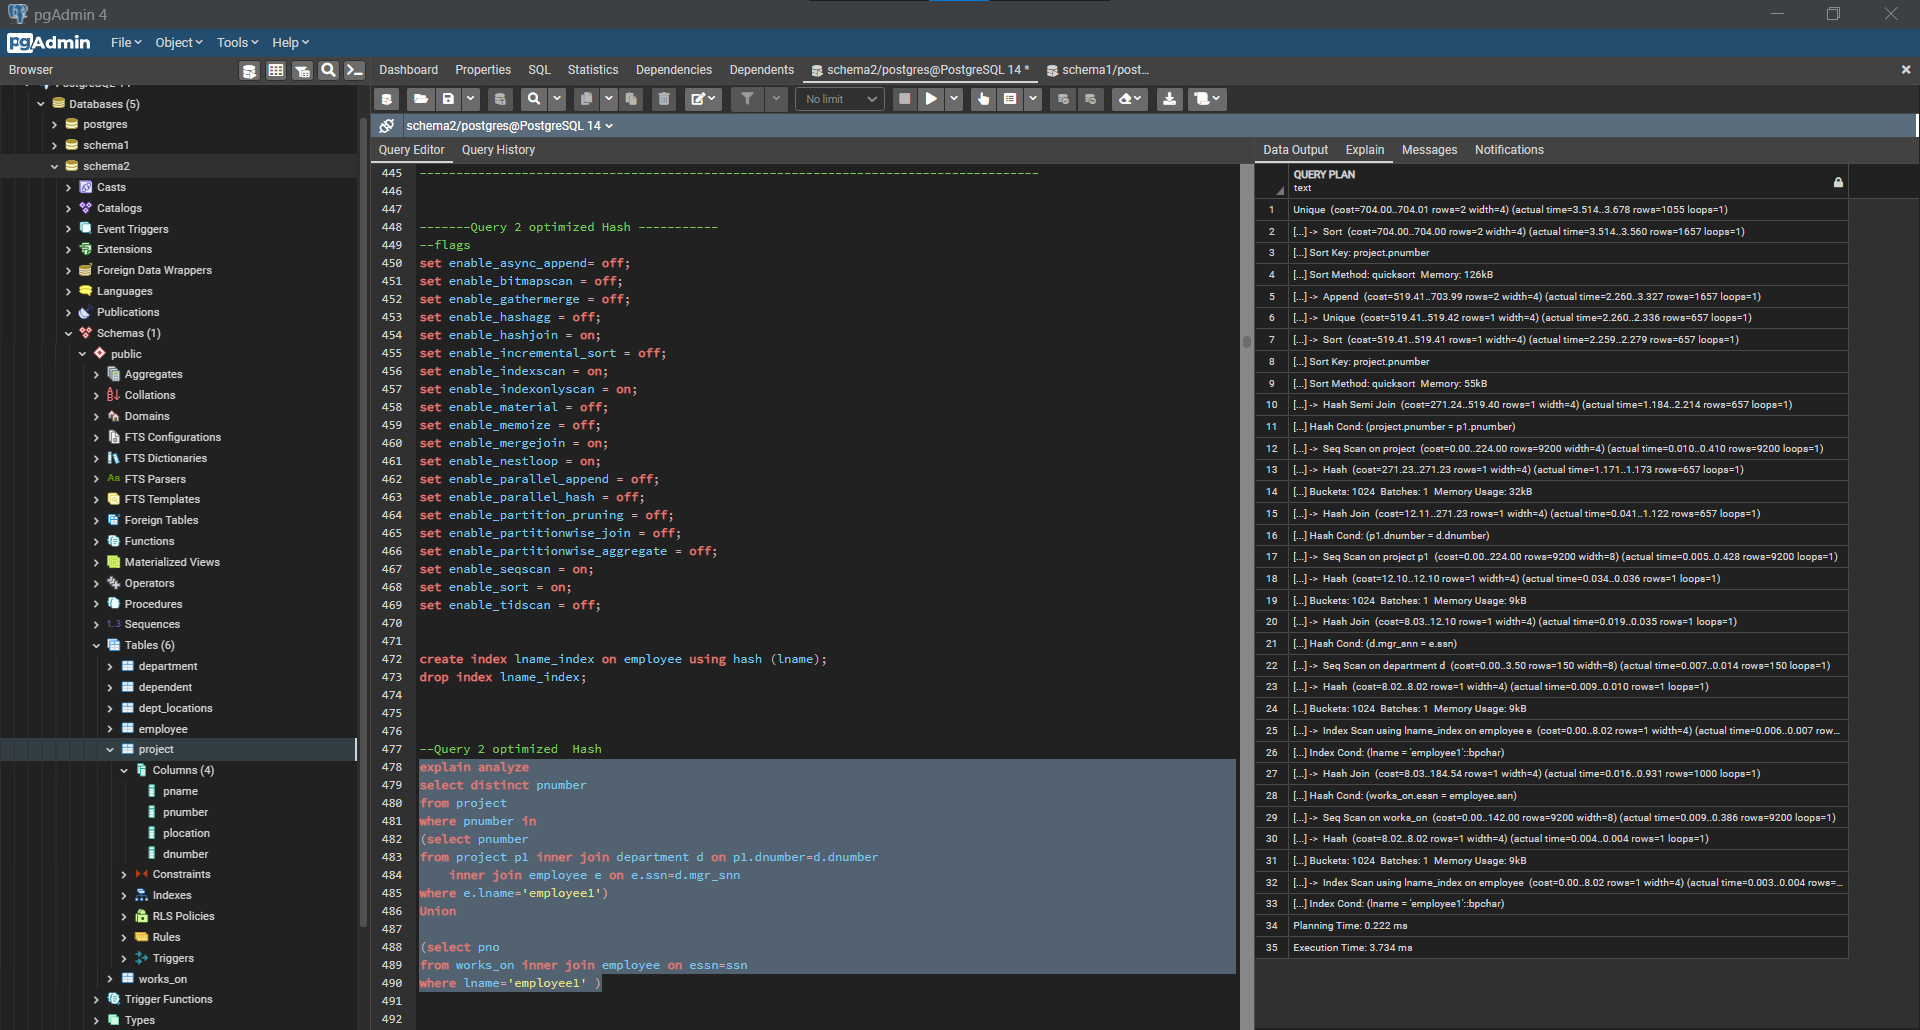 pgAdmin 4
pgAdmin File Object Tools Help
Browser
Dashboard Properties SQL Statistics Dependencies Dependents schema2/postgres@PostgreSQL 14 * schema1/post...
No limit
schema2/postgres@PostgreSQL 14
Query Editor Query History
Data Output Explain Messages Notifications
Databases (5)
postgres
schema1
schema2
Casts
Catalogs
Event Triggers
Extensions
Foreign Data Wrappers
Languages
Publications
Schemas (1)
public
Aggregates
Collations
Domains
FTS Configurations
FTS Dictionaries
FTS Parsers
FTS Templates
Foreign Tables
Functions
Materialized Views
Operators
Procedures
1..3 Sequences
Tables (6)
department
dependent
dept_locations
employee
project
Columns (4)
pname
pnumber
plocation
dnumber
Constraints
Indexes
RLS Policies
Rules
Triggers
works_on
Trigger Functions
Types
445 -------------------------------------------------------------------------------------
446
447
448 -------Query 2 optimized Hash -----------
449 --flags
450 set enable_async_append= off;
451 set enable_bitmapscan = off;
452 set enable_gathermerge = off;
453 set enable_hashagg = off;
454 set enable_hashjoin = on;
455 set enable_incremental_sort = off;
456 set enable_indexscan = on;
457 set enable_indexonlyscan = on;
458 set enable_material = off;
459 set enable_memoize = off;
460 set enable_mergejoin = on;
461 set enable_nestloop = on;
462 set enable_parallel_append = off;
463 set enable_parallel_hash = off;
464 set enable_partition_pruning = off;
465 set enable_partitionwise_join = off;
466 set enable_partitionwise_aggregate = off;
467 set enable_seqscan = on;
468 set enable_sort = on;
469 set enable_tidscan = off;
470
471
472 create index lname_index on employee using hash (lname);
473 drop index lname_index;
474
475
476
477 --Query 2 optimized  Hash
478 explain analyze
479 select distinct pnumber
480 from project
481 where pnumber in
482 (select pnumber
483 from project p1 inner join department d on p1.dnumber=d.dnumber
484     inner join employee e on e.ssn=d.mgr_snn
485 where e.lname='employee1')
486 Union
487
488 (select pno
489 from works_on inner join employee on essn=ssn
490 where lname='employee1' )
491
492
QUERY PLAN
text
1 Unique (cost=704.00..704.01 rows=2 width=4) (actual time=3.514..3.678 rows=1055 loops=1)
2 [...] -> Sort (cost=704.00..704.00 rows=2 width=4) (actual time=3.514..3.560 rows=1657 loops=1)
3 [...] Sort Key: project.pnumber
4 [...] Sort Method: quicksort Memory: 126kB
5 [...] -> Append (cost=519.41..703.99 rows=2 width=4) (actual time=2.260..3.327 rows=1657 loops=1)
6 [...] -> Unique (cost=519.41..519.42 rows=1 width=4) (actual time=2.260..2.336 rows=657 loops=1)
7 [...] -> Sort (cost=519.41..519.41 rows=1 width=4) (actual time=2.259..2.279 rows=657 loops=1)
8 [...] Sort Key: project.pnumber
9 [...] Sort Method: quicksort Memory: 55kB
10 [...] -> Hash Semi Join (cost=271.24..519.40 rows=1 width=4) (actual time=1.184..2.214 rows=657 loops=1)
11 [...] Hash Cond: (project.pnumber = p1.pnumber)
12 [...] -> Seq Scan on project (cost=0.00..224.00 rows=9200 width=4) (actual time=0.010..0.410 rows=9200 loops=1)
13 [...] -> Hash (cost=271.23..271.23 rows=1 width=4) (actual time=1.171..1.173 rows=657 loops=1)
14 [...] Buckets: 1024 Batches: 1 Memory Usage: 32kB
15 [...] -> Hash Join (cost=12.11..271.23 rows=1 width=4) (actual time=0.041..1.122 rows=657 loops=1)
16 [...] Hash Cond: (p1.dnumber = d.dnumber)
17 [...] -> Seq Scan on project p1 (cost=0.00..224.00 rows=9200 width=8) (actual time=0.005..0.428 rows=9200 loops=1)
18 [...] -> Hash (cost=12.10..12.10 rows=1 width=4) (actual time=0.034..0.036 rows=1 loops=1)
19 [...] Buckets: 1024 Batches: 1 Memory Usage: 9kB
20 [...] -> Hash Join (cost=8.03..12.10 rows=1 width=4) (actual time=0.019..0.035 rows=1 loops=1)
21 [...] Hash Cond: (d.mgr_snn = e.ssn)
22 [...] -> Seq Scan on department d (cost=0.00..3.50 rows=150 width=8) (actual time=0.007..0.014 rows=150 loops=1)
23 [...] -> Hash (cost=8.02..8.02 rows=1 width=4) (actual time=0.009..0.010 rows=1 loops=1)
24 [...] Buckets: 1024 Batches: 1 Memory Usage: 9kB
25 [...] -> Index Scan using lname_index on employee e (cost=0.00..8.02 rows=1 width=4) (actual time=0.006..0.007 row...
26 [...] Index Cond: (lname = 'employee1'::bpchar)
27 [...] -> Hash Join (cost=8.03..184.54 rows=1 width=4) (actual time=0.016..0.931 rows=1000 loops=1)
28 [...] Hash Cond: (works_on.essn = employee.ssn)
29 [...] -> Seq Scan on works_on (cost=0.00..142.00 rows=9200 width=8) (actual time=0.009..0.386 rows=9200 loops=1)
30 [...] -> Hash (cost=8.02..8.02 rows=1 width=4) (actual time=0.004..0.004 rows=1 loops=1)
31 [...] Buckets: 1024 Batches: 1 Memory Usage: 9kB
32 [...] -> Index Scan using lname_index on employee (cost=0.00..8.02 rows=1 width=4) (actual time=0.003..0.004 rows=...
33 [...] Index Cond: (lname = 'employee1'::bpchar)
34 Planning Time: 0.222 ms
35 Execution Time: 3.734 ms